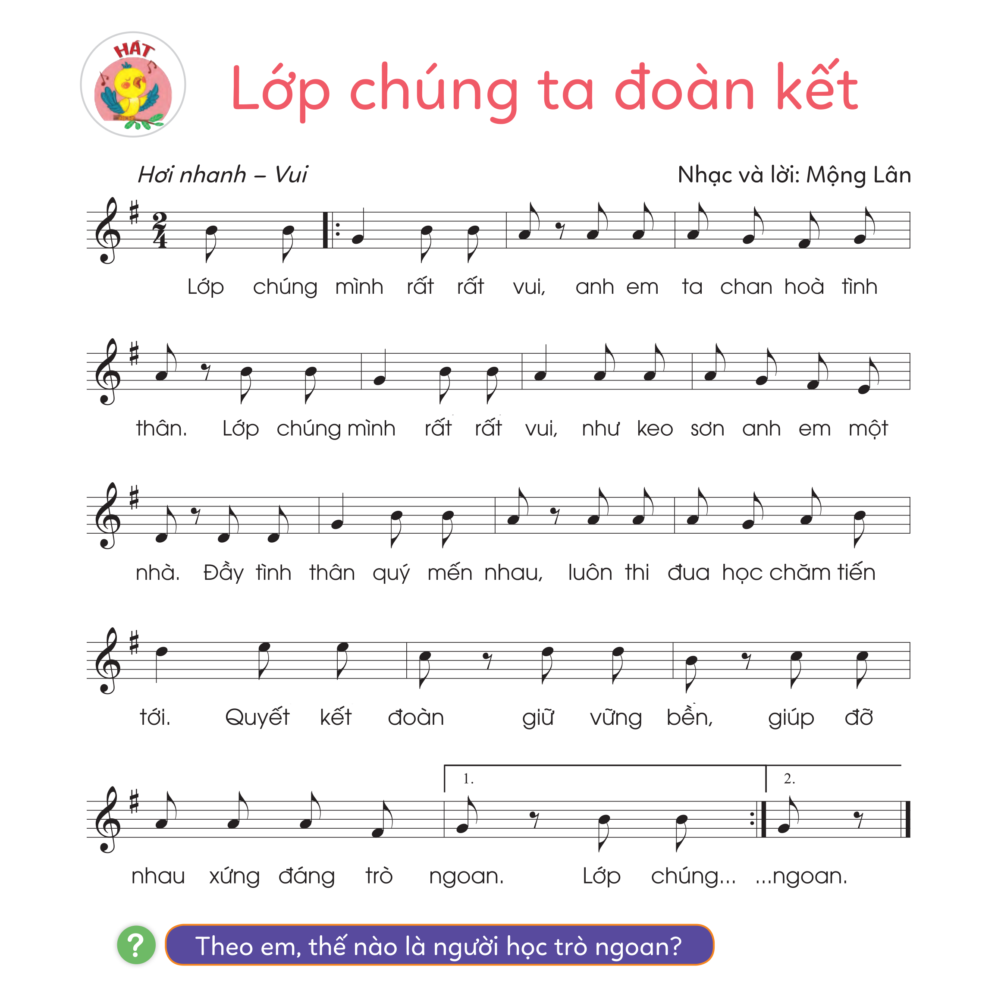 HÁT
Lớp chúng ta đoàn kết
Hơi nhanh – Vui
Nhạc và lời: Mộng Lân
2
4
Lớp chúng mình rất rất vui, anh em ta chan hoà tình
thân. Lớp chúng mình rất rất vui, như keo sơn anh em một
nhà. Đầy tình thân quý mến nhau, luôn thi đua học chăm tiến
tới. Quyết kết đoàn giữ vững bền, giúp đỡ
1.
2.
nhau xứng đáng trò ngoan. Lớp chúng... ...ngoan.
? Theo em, thế nào là người học trò ngoan?